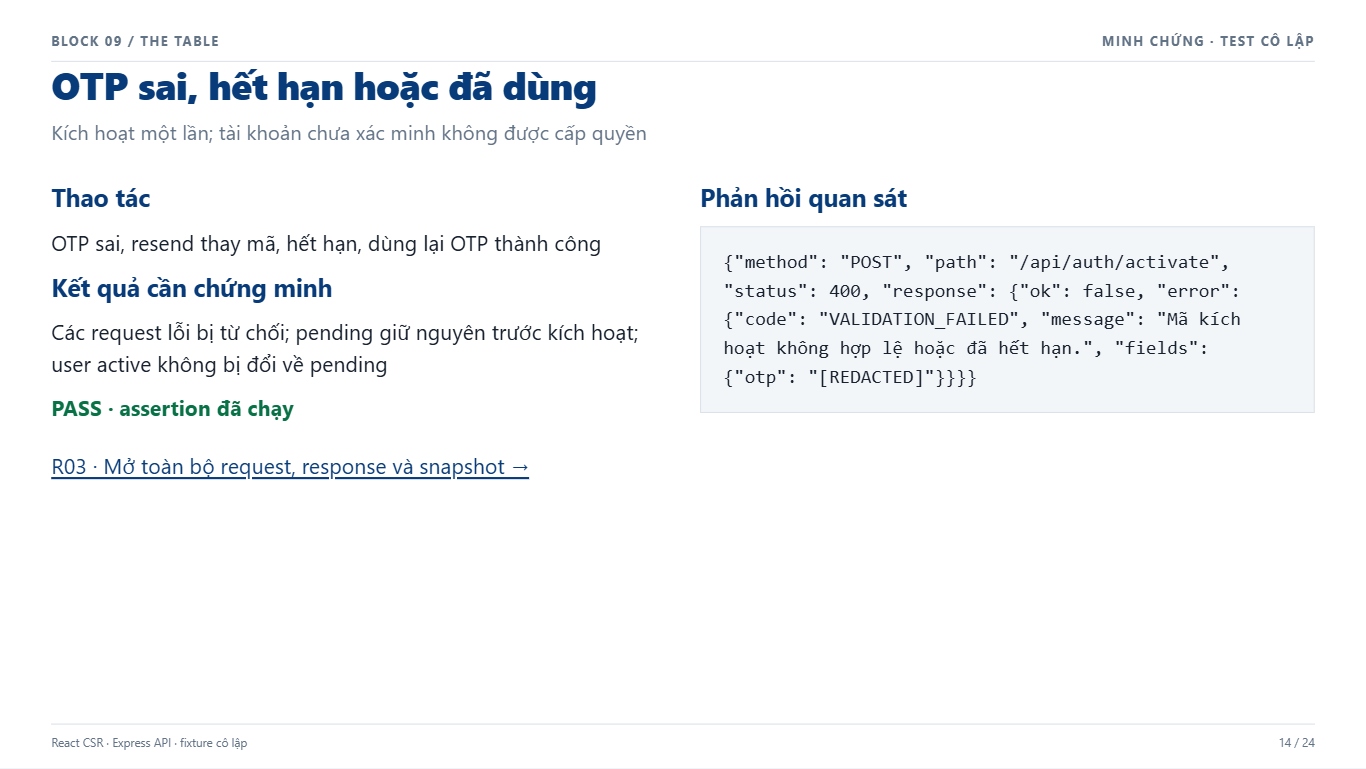 BLOCK 09 / THE TABLE
MINH CHỨNG · TEST CÔ LẬP
OTP sai, hết hạn hoặc đã dùng
Kích hoạt một lần; tài khoản chưa xác minh không được cấp quyền
Thao tác
OTP sai, resend thay mã, hết hạn, dùng lại OTP thành công
Kết quả cần chứng minh
Các request lỗi bị từ chối; pending giữ nguyên trước kích hoạt;
user active không bị đổi về pending
PASS · assertion đã chạy
R03 · Mở toàn bộ request, response và snapshot →
Phản hồi quan sát
{"method": "POST", "path": "/api/auth/activate",
"status": 400, "response": {"ok": false, "error":
{"code": "VALIDATION_FAILED", "message": "Mã kích
hoạt không hợp lệ hoặc đã hết hạn.", "fields":
{"otp": "[REDACTED]"}}}}
React CSR · Express API · fixture cô lập
14 / 24